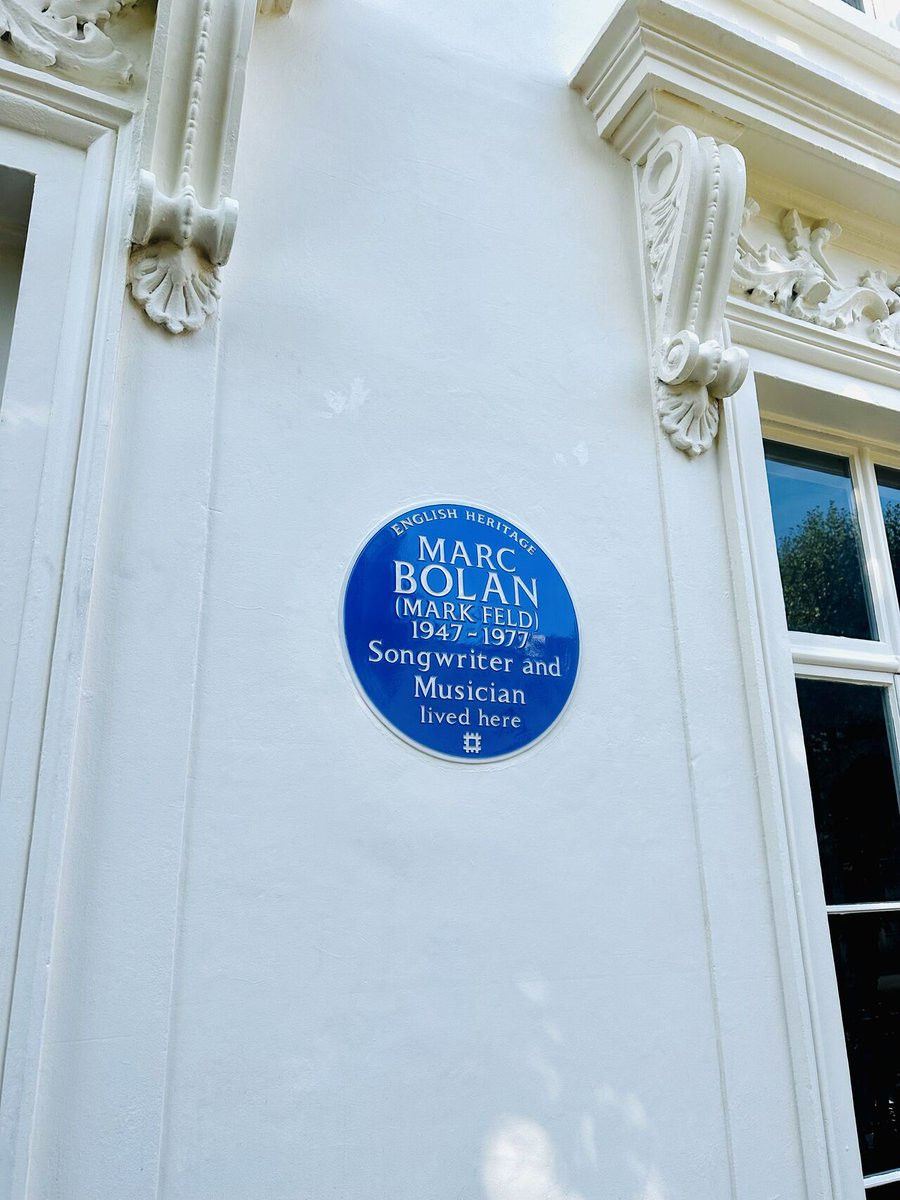 ENGLISH HERITAGE
MARC
BOLAN
(MARK FELD)
1947-1977
Songwriter and
Musician
lived here